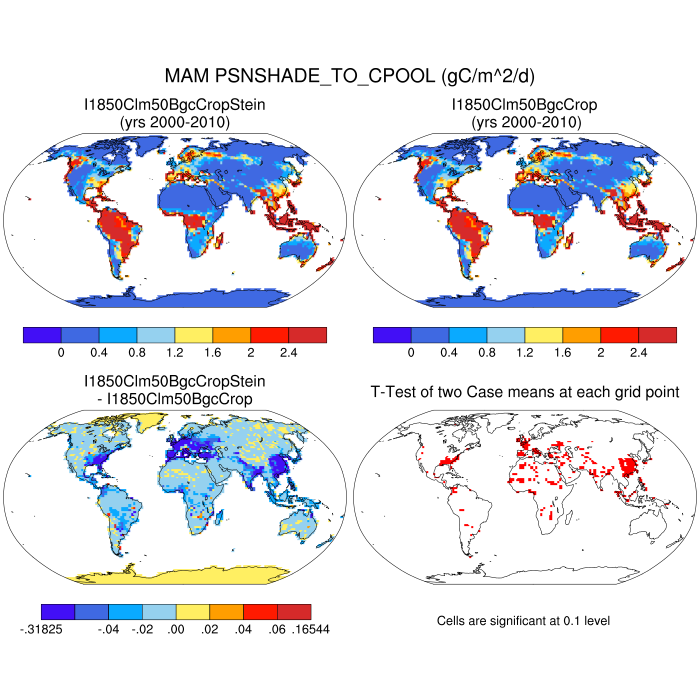 MAM PSNSHADE_TO_CPOOL (gC/m^2/d)
I1850Clm50BgcCropStein
(yrs 2000-2010)
I1850Clm50BgcCrop
(yrs 2000-2010)
0 0.4 0.8 1.2 1.6 2 2.4
0 0.4 0.8 1.2 1.6 2 2.4
I1850Clm50BgcCropStein
- I1850Clm50BgcCrop
T-Test of two Case means at each grid point
-.31825 -.04 -.02 .00 .02 .04 .06 .16544
Cells are significant at 0.1 level